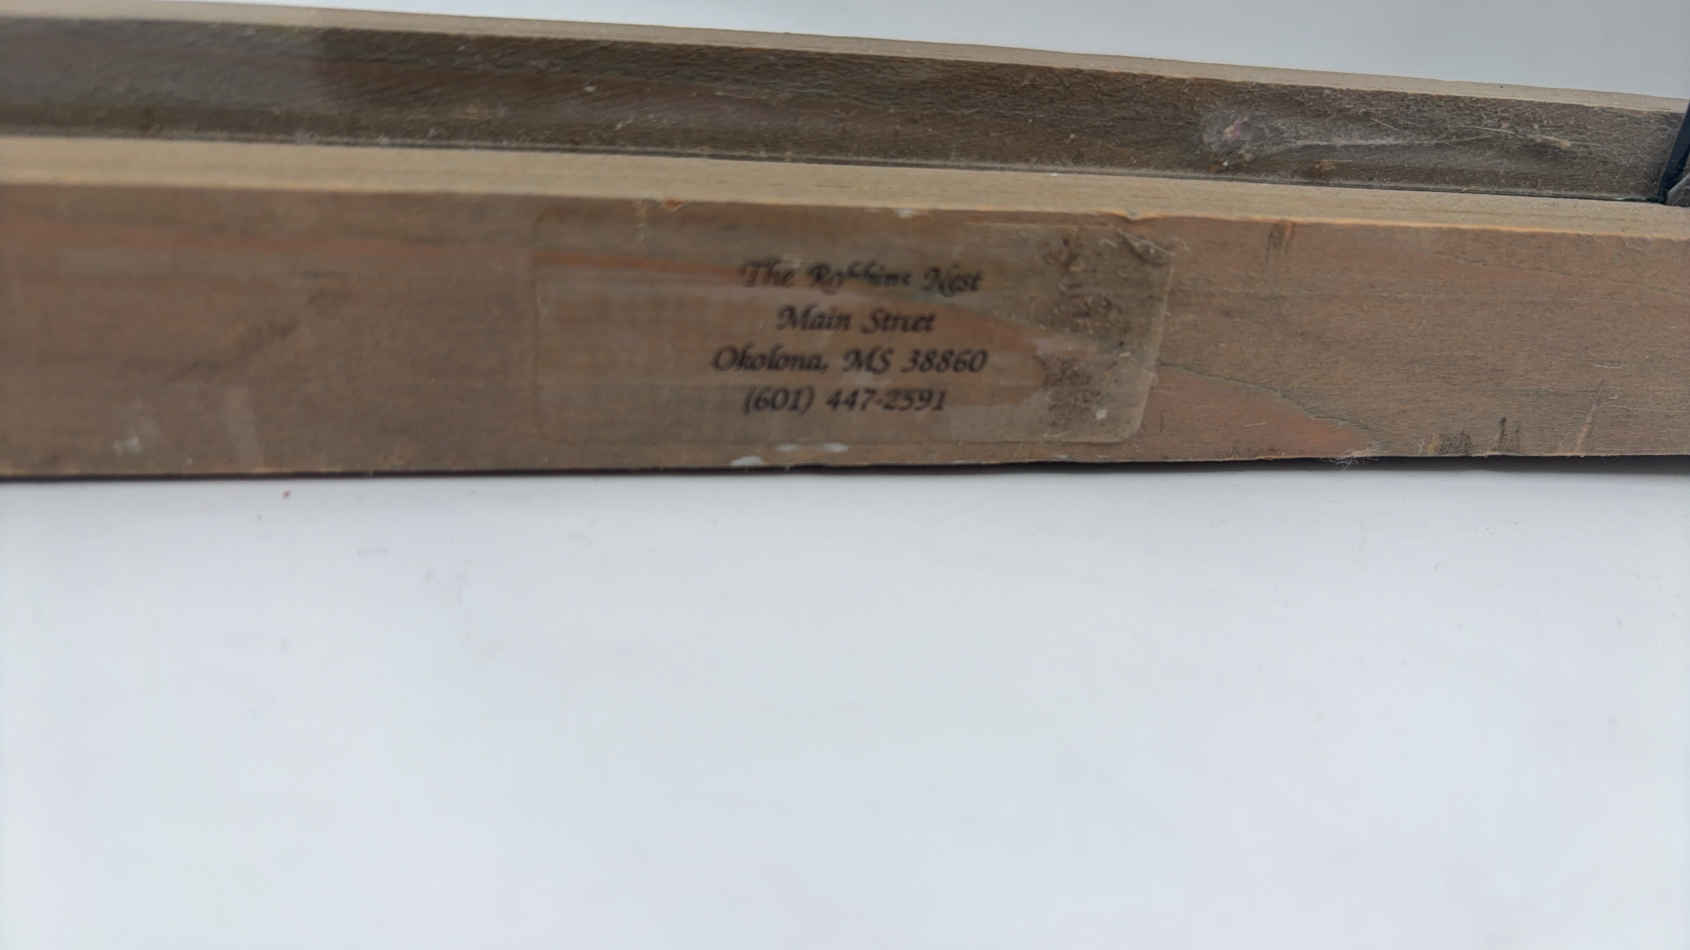 The Robbins Nest
Main Street
Okolona, MS 38860
(601) 447-2591